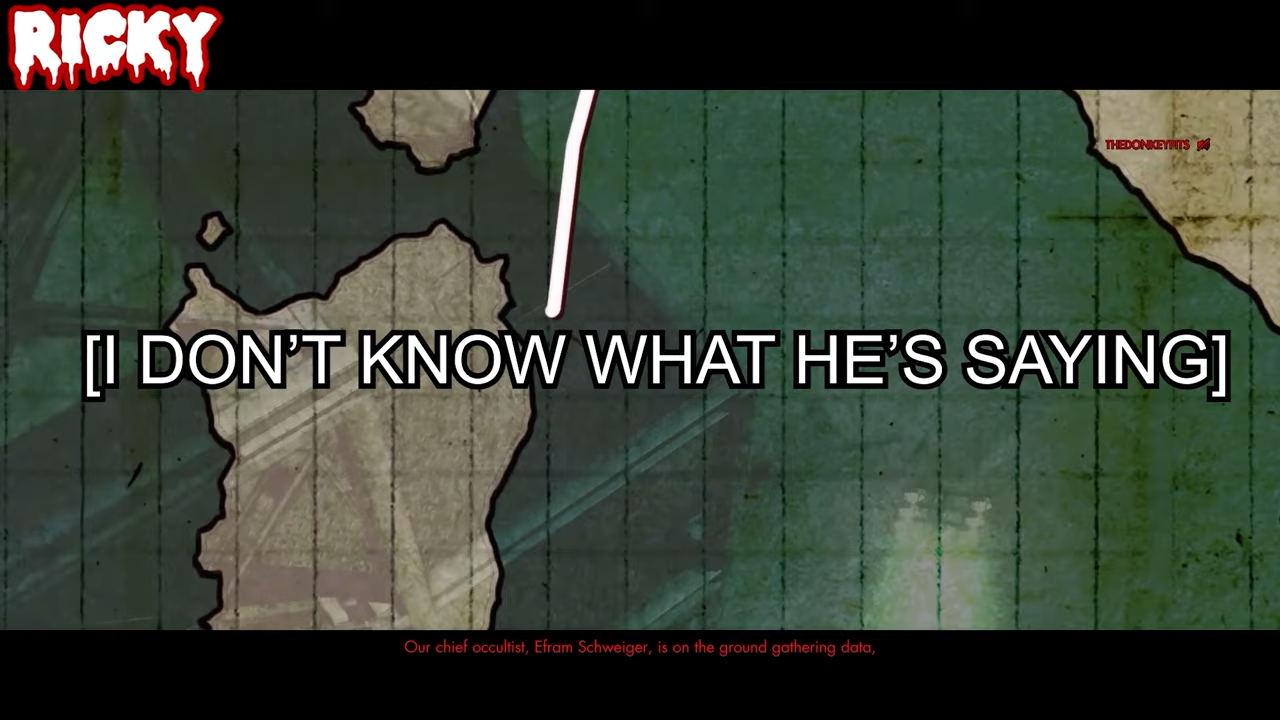 RICKY
THEDONKEYPITS
[I DON'T KNOW WHAT HE'S SAYING]
Our chief occultist, Efram Schweiger, is on the ground gathering data,